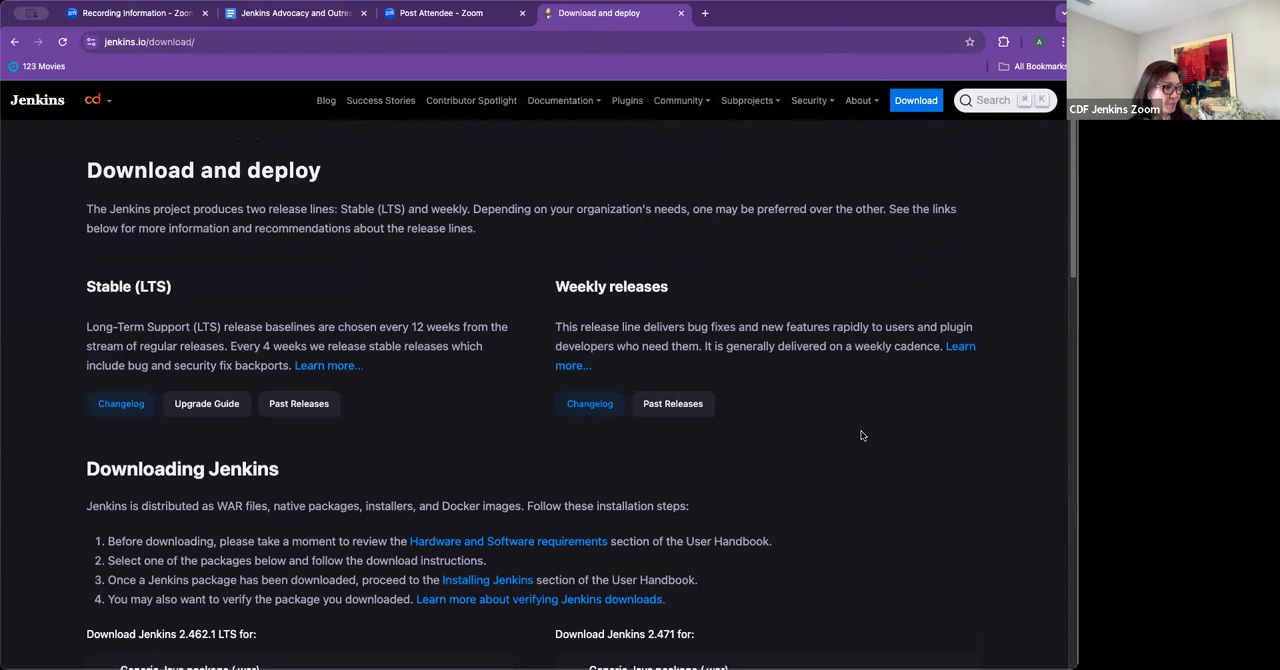 Recording Information - Zoom
Jenkins Advocacy and Outrea
Post Attendee - Zoom
Download and deploy
jenkins.io/download/
A
123 Movies
All Bookmarks
CDF Jenkins Zoom
Jenkins
cd
Blog
Success Stories
Contributor Spotlight
Documentation
Plugins
Community
Subprojects
Security
About
Download
Search
K
Download and deploy
The Jenkins project produces two release lines: Stable (LTS) and weekly. Depending on your organization's needs, one may be preferred over the other. See the links
below for more information and recommendations about the release lines.
Stable (LTS)
Long-Term Support (LTS) release baselines are chosen every 12 weeks from the
stream of regular releases. Every 4 weeks we release stable releases which
include bug and security fix backports. Learn more...
Changelog
Upgrade Guide
Past Releases
Weekly releases
This release line delivers bug fixes and new features rapidly to users and plugin
developers who need them. It is generally delivered on a weekly cadence. Learn
more...
Changelog
Past Releases
Downloading Jenkins
Jenkins is distributed as WAR files, native packages, installers, and Docker images. Follow these installation steps:
1. Before downloading, please take a moment to review the Hardware and Software requirements section of the User Handbook.
2. Select one of the packages below and follow the download instructions.
3. Once a Jenkins package has been downloaded, proceed to the Installing Jenkins section of the User Handbook.
4. You may also want to verify the package you downloaded. Learn more about verifying Jenkins downloads.
Download Jenkins 2.462.1 LTS for:
Generic Java package (.war)
Download Jenkins 2.471 for:
Generic Java package (.war)